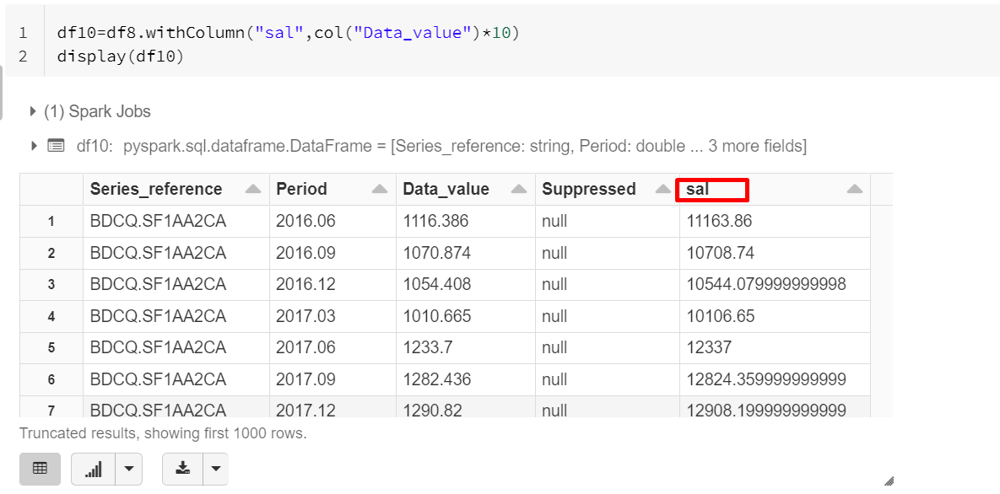 1 df10=df8.withColumn("sal",col("Data_value")*10)
2 display(df10)
(1) Spark Jobs
df10: pyspark.sql.dataframe.DataFrame = [Series_reference: string, Period: double ... 3 more fields]
Series_reference Period Data_value Suppressed sal
1 BDCQ.SF1AA2CA 2016.06 1116.386 null 11163.86
2 BDCQ.SF1AA2CA 2016.09 1070.874 null 10708.74
3 BDCQ.SF1AA2CA 2016.12 1054.408 null 10544.079999999998
4 BDCQ.SF1AA2CA 2017.03 1010.665 null 10106.65
5 BDCQ.SF1AA2CA 2017.06 1233.7 null 12337
6 BDCQ.SF1AA2CA 2017.09 1282.436 null 12824.359999999999
7 BDCQ.SF1AA2CA 2017.12 1290.82 null 12908.199999999999
Truncated results, showing first 1000 rows.